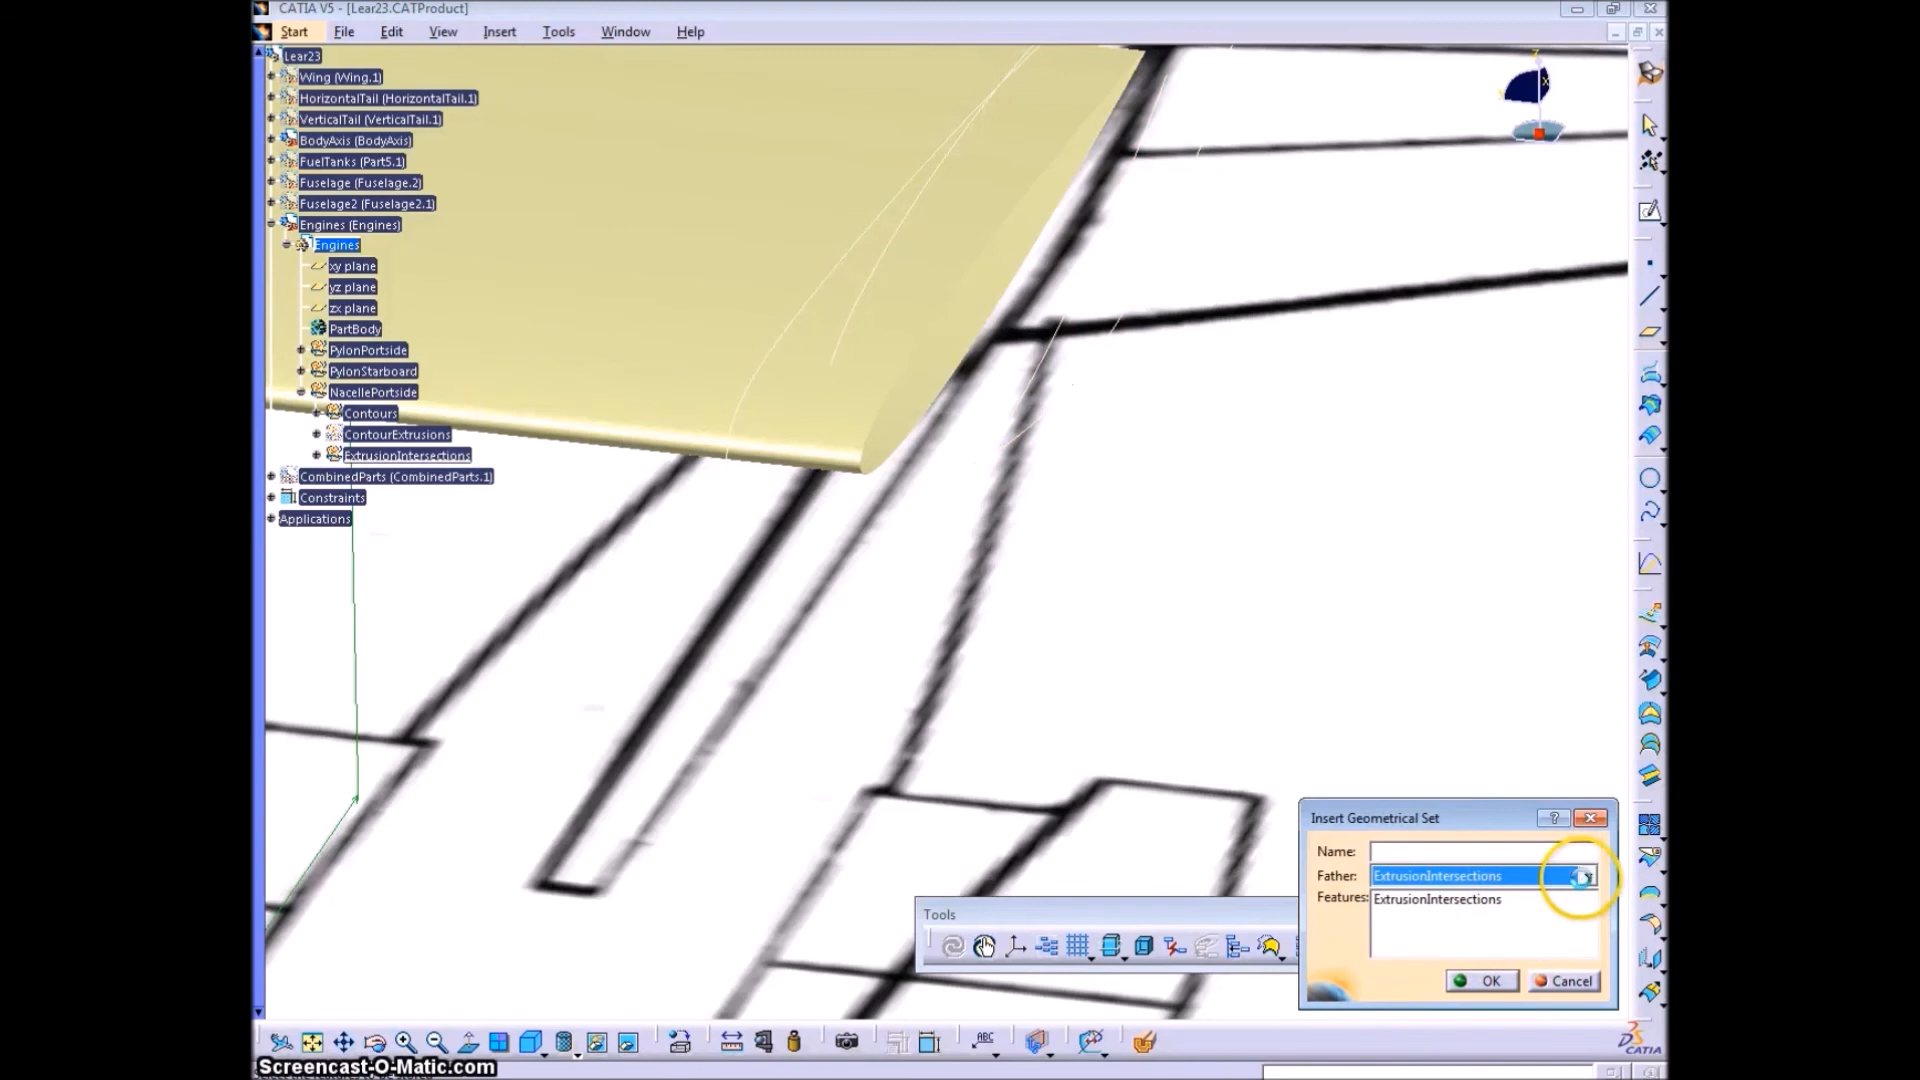 CATIA V5 - [Lear23.CATProduct]
Start File Edit View Insert Tools Window Help
Lear23
Wing (Wing.1)
HorizontalTail (HorizontalTail.1)
VerticalTail (VerticalTail.1)
BodyAxis (BodyAxis)
FuelTanks (Part5.1)
Fuselage (Fuselage.2)
Fuselage2 (Fuselage2.1)
Engines (Engines)
Engines
xy plane
yz plane
zx plane
PartBody
PylonPortside
PylonStarboard
NacellePortside
Contours
ContourExtrusions
ExtrusionIntersections
CombinedParts (CombinedParts.1)
Constraints
Applications
z
x
Insert Geometrical Set
Name:
Father: ExtrusionIntersections
Features: ExtrusionIntersections
OK Cancel
Tools
ABC
CATIA
Screencast-O-Matic.com